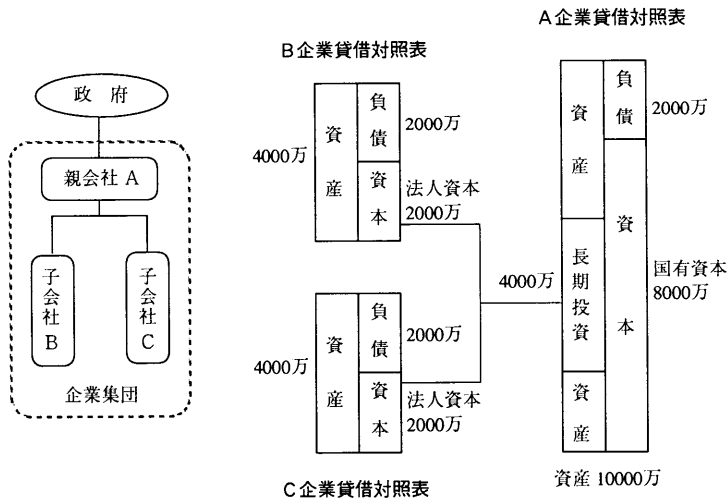 政府
親会社 A
子会社B
子会社C
企業集団
B企業貸借対照表
4000万
資産
負債
2000万
資本
法人資本
2000万
4000万
資産
負債
2000万
資本
法人資本
2000万
C企業貸借対照表
A企業貸借対照表
資産
負債
2000万
4000万
長期投資
資本
国有資本
8000万
資産
資産 10000万